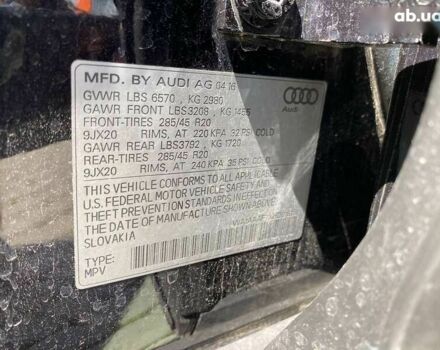 ab.ua
MFD. BY AUDI AG 04 16
GVWR LBS 6570 , KG 2980
GAWR FRONT LBS3208 , KG 1455
FRONT-TIRES 285/45 R20
9JX20 RIMS, AT 220 KPA 32 PSI COLD
GAWR REAR LBS3792 , KG 1720
REAR-TIRES 285/45 R20
9JX20 RIMS, AT 240 KPA 35 PSI COLD
THIS VEHICLE CONFORMS TO ALL APPLICABLE
U.S. FEDERAL MOTOR VEHICLE SAFETY AND
THEFT PREVENTION STANDARDS IN EFFECT ON
THE DATE OF MANUFACTURE SHOWN ABOVE.
SLOVAKIA
TYPE:
MPV
Audi